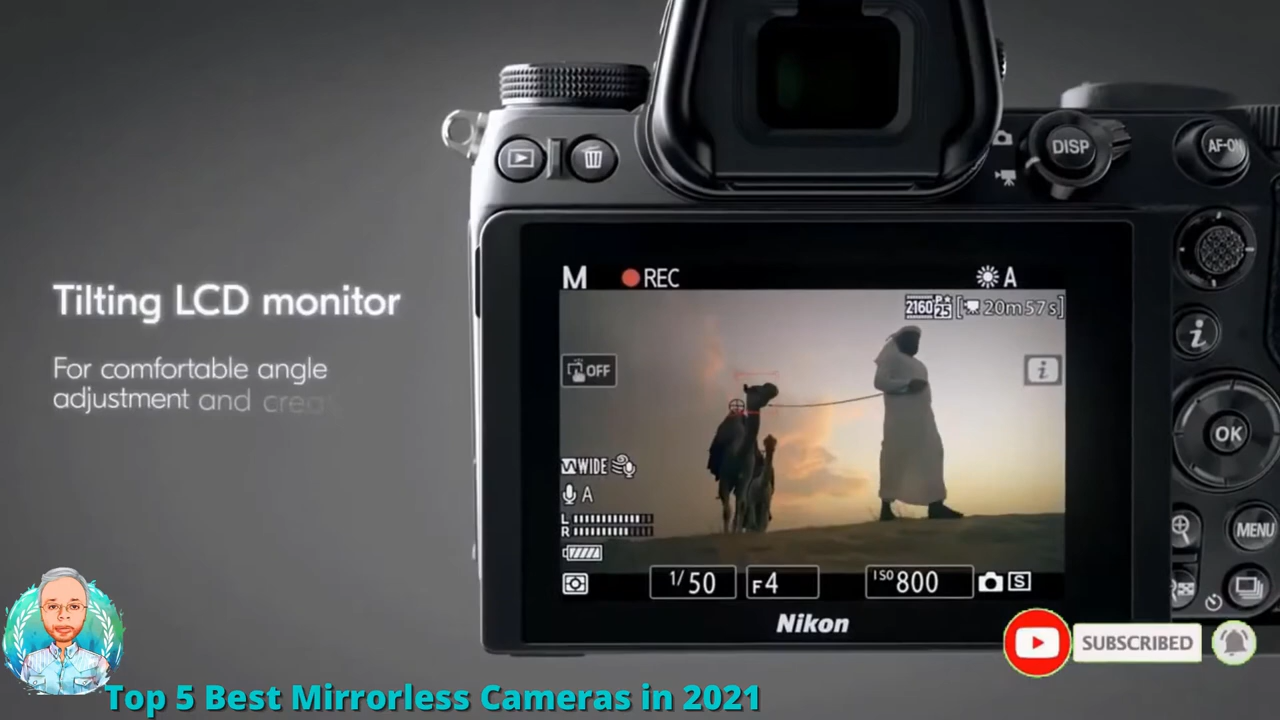 DISP
AF-ON
M REC A
2160 25 [20m57s]
Tilting LCD monitor
OFF
i
i
For comfortable angle
adjustment and crea
OK
WIDE
A
L
R
MENU
1/50 F4 ISO 800 S
Nikon
SUBSCRIBED
Top 5 Best Mirrorless Cameras in 2021